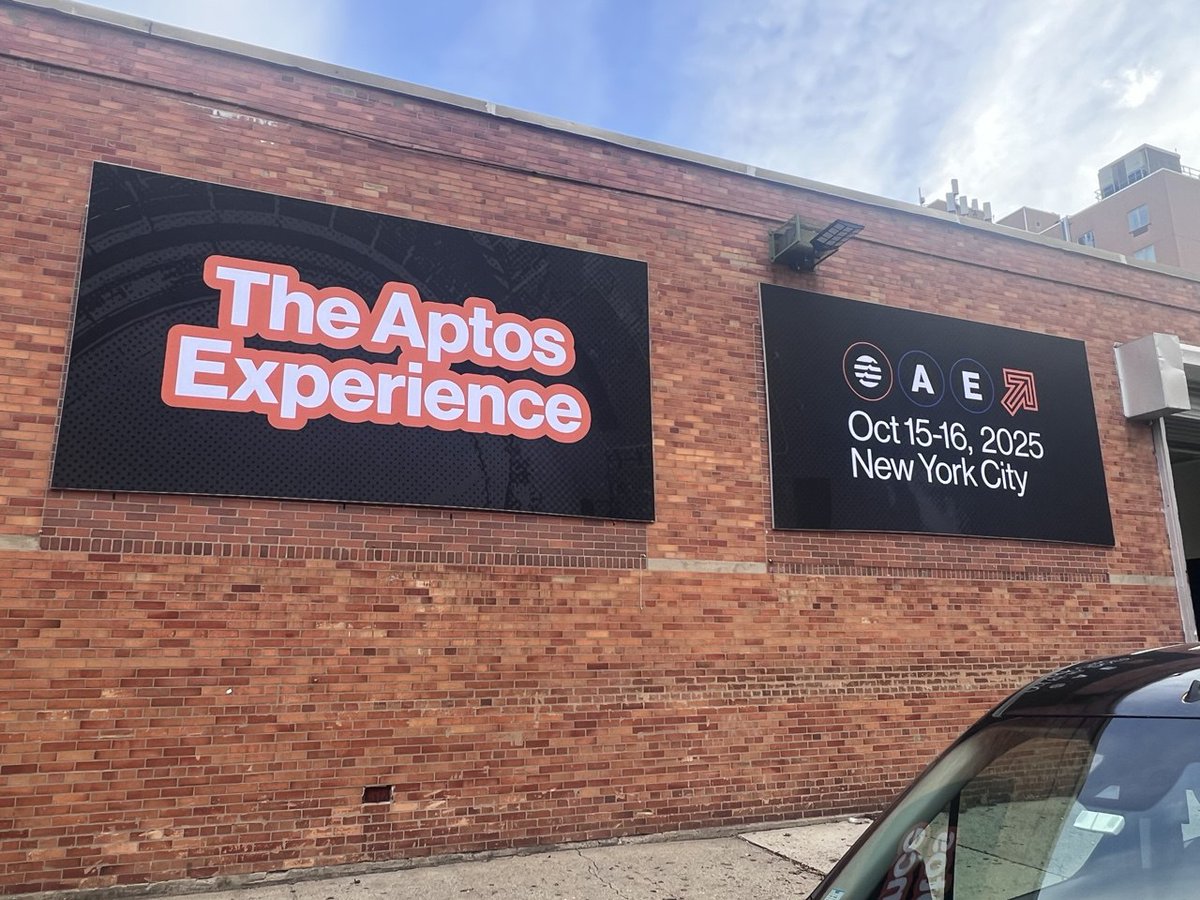 The Aptos
Experience
A E
Oct 15-16, 2025
New York City